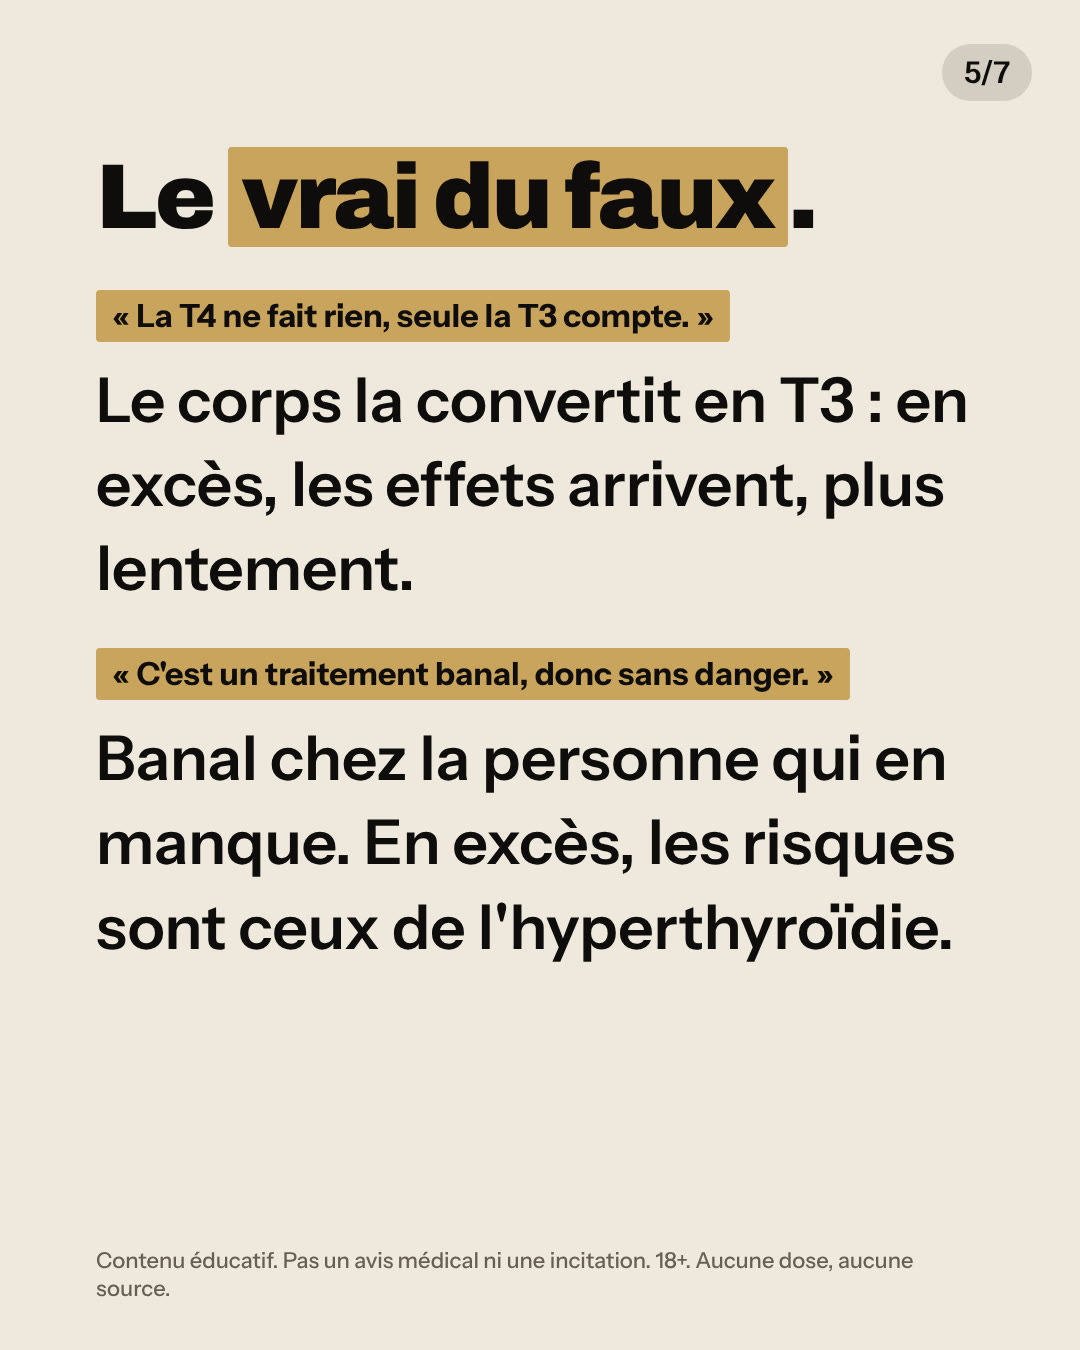 5/7
Le vrai du faux.
« La T4 ne fait rien, seule la T3 compte. »
Le corps la convertit en T3 : en
excès, les effets arrivent, plus
lentement.
« C'est un traitement banal, donc sans danger. »
Banal chez la personne qui en
manque. En excès, les risques
sont ceux de l'hyperthyroïdie.
Contenu éducatif. Pas un avis médical ni une incitation. 18+. Aucune dose, aucune
source.